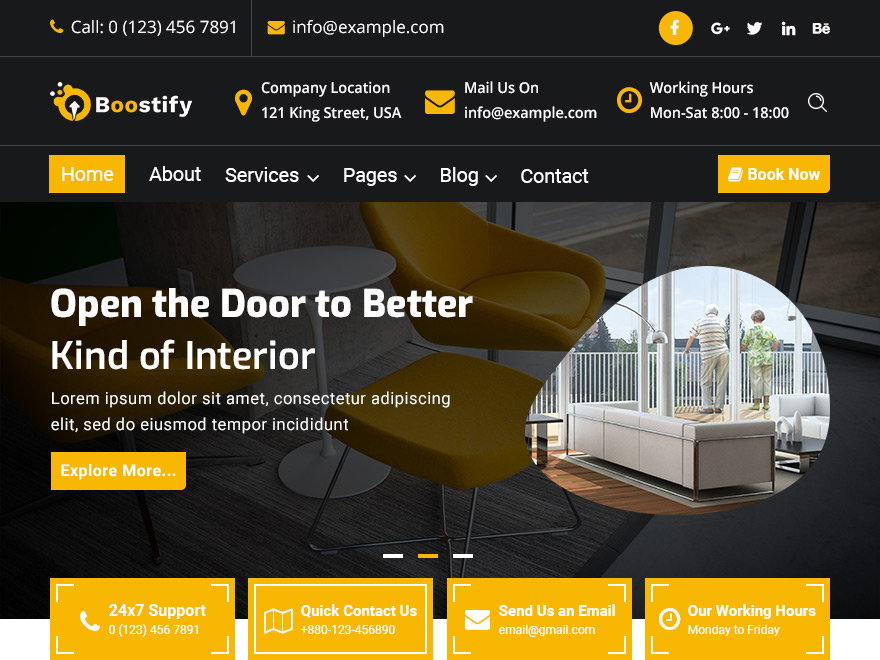 Call: 0 (123) 456 7891
info@example.com
G+
in
Bē
Boostify
Company Location
121 King Street, USA
Mail Us On
info@example.com
Working Hours
Mon-Sat 8:00 - 18:00
Home
About
Services
Pages
Blog
Contact
Book Now
Open the Door to Better
Kind of Interior
Lorem ipsum dolor sit amet, consectetur adipiscing
elit, sed do eiusmod tempor incididunt
Explore More...
24x7 Support
0 (123) 456 7891
Quick Contact Us
+880-123-456890
Send Us an Email
email@gmail.com
Our Working Hours
Monday to Friday